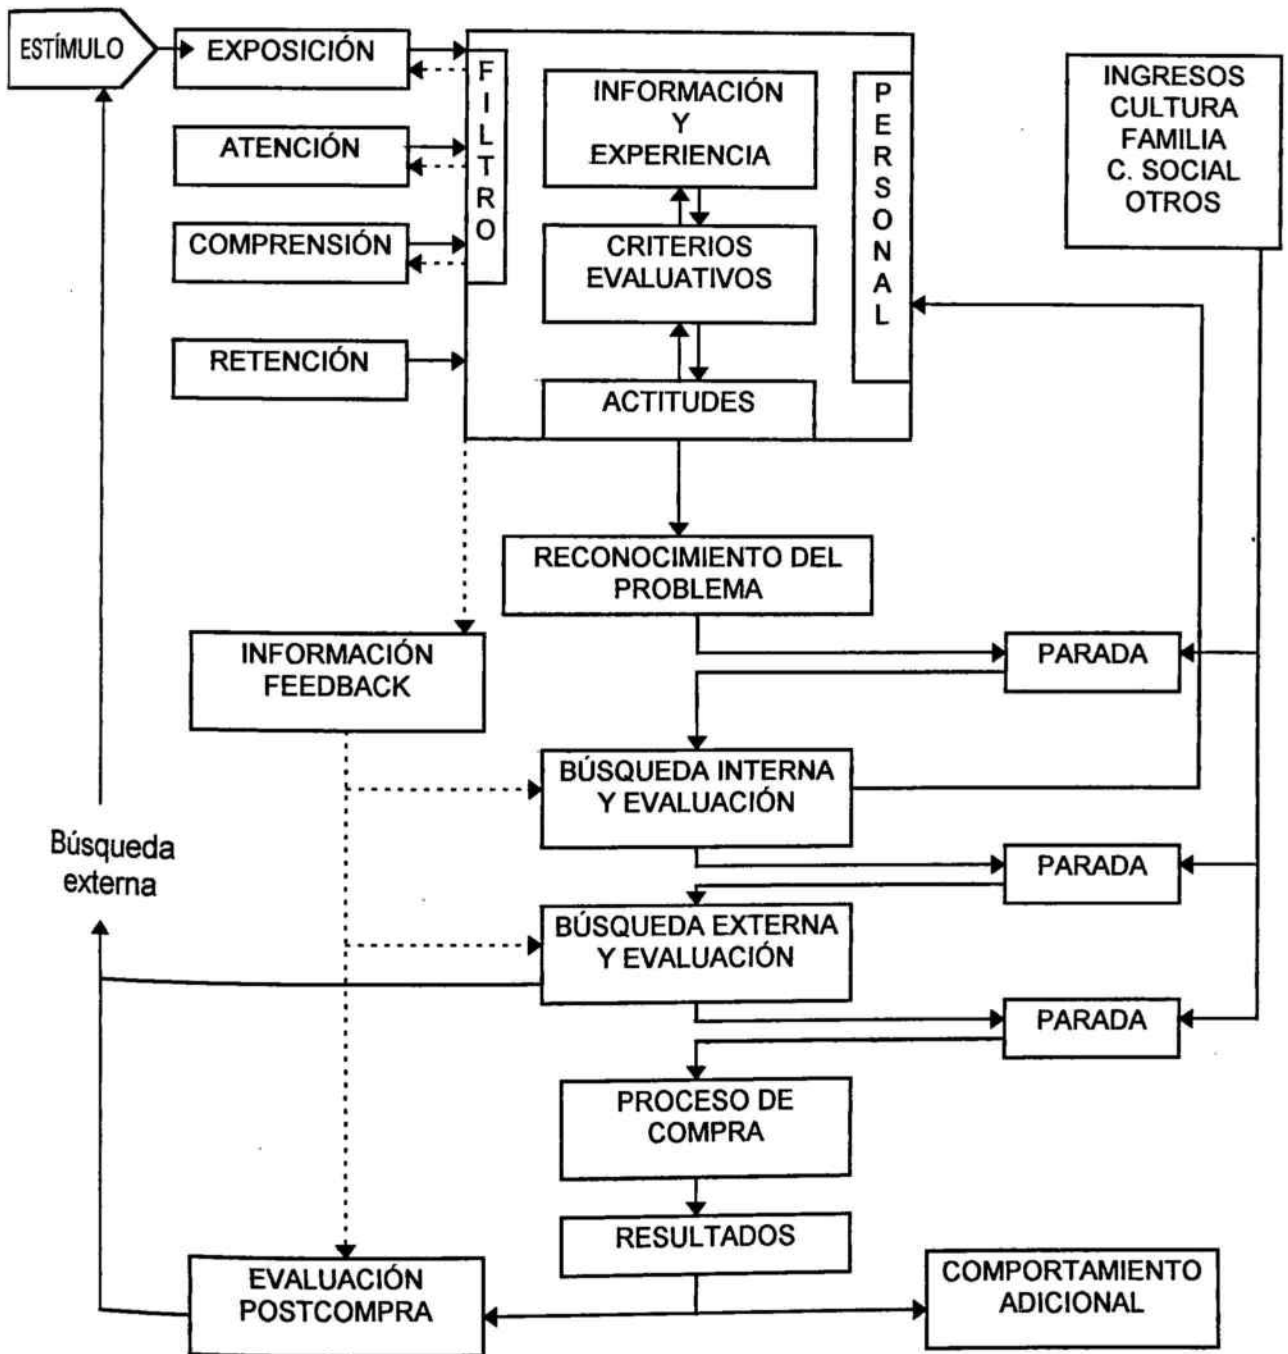 ESTÍMULO
EXPOSICIÓN
ATENCIÓN
COMPRENSIÓN
RETENCIÓN
FILTRO
INFORMACIÓN
Y
EXPERIENCIA
CRITERIOS
EVALUATIVOS
ACTITUDES
PERSONAL
INGRESOS
CULTURA
FAMILIA
C. SOCIAL
OTROS
RECONOCIMIENTO DEL
PROBLEMA
INFORMACIÓN
FEEDBACK
PARADA
BÚSQUEDA INTERNA
Y EVALUACIÓN
Búsqueda
externa
PARADA
BÚSQUEDA EXTERNA
Y EVALUACIÓN
PARADA
PROCESO DE
COMPRA
RESULTADOS
EVALUACIÓN
POSTCOMPRA
COMPORTAMIENTO
ADICIONAL